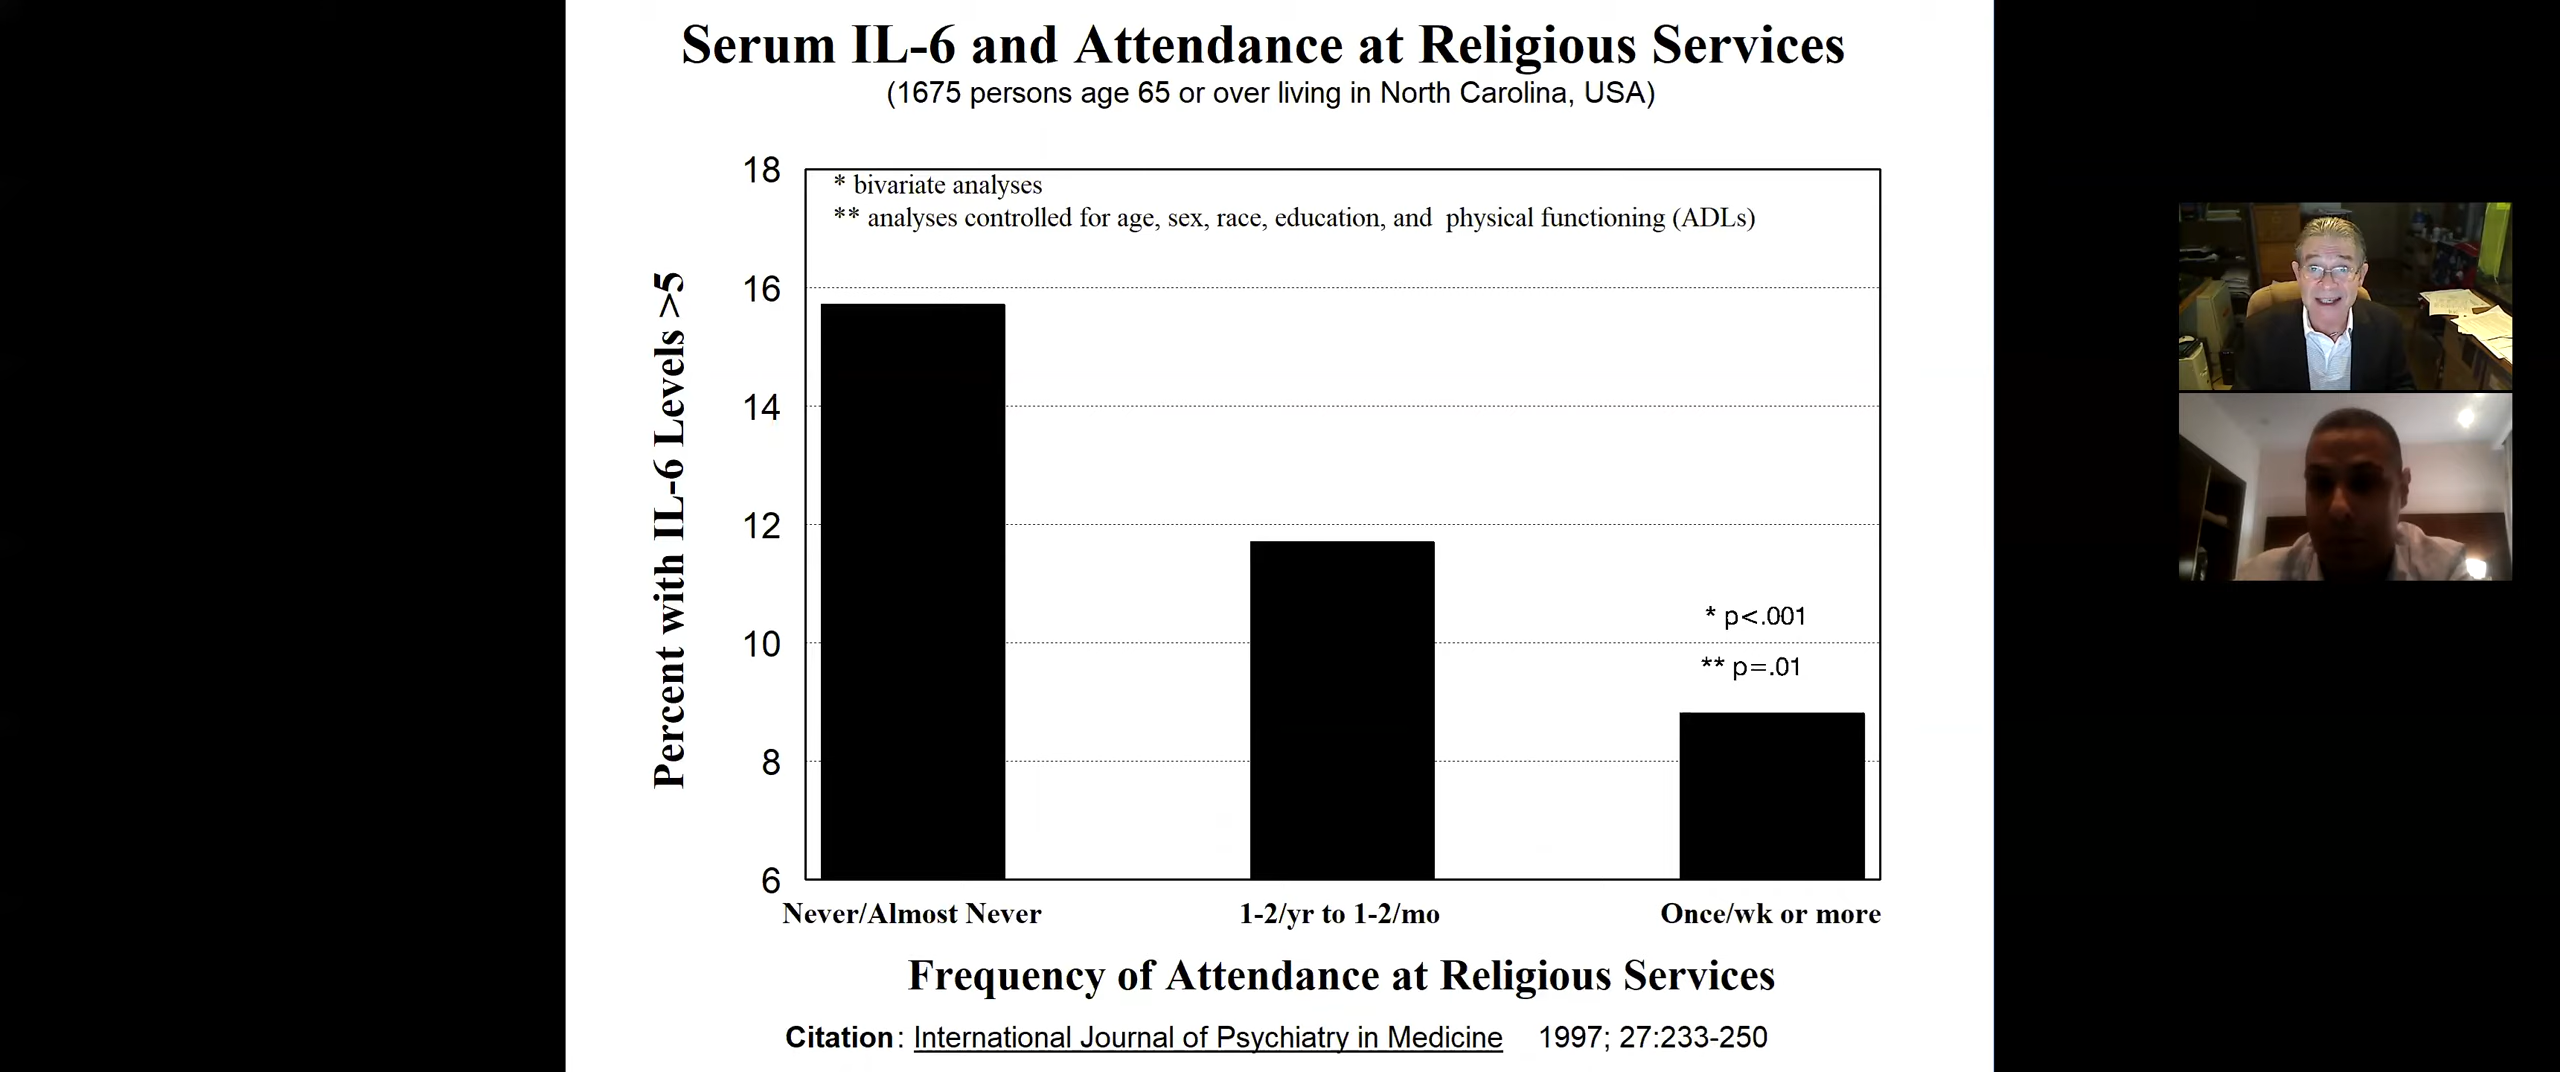 Serum IL-6 and Attendance at Religious Services
(1675 persons age 65 or over living in North Carolina, USA)
* bivariate analyses
** analyses controlled for age, sex, race, education, and physical functioning (ADLs)
Percent with IL-6 Levels >5
18
16
14
12
10
8
6
* p<.001
** p=.01
Never/Almost Never
1-2/yr to 1-2/mo
Once/wk or more
Frequency of Attendance at Religious Services
Citation: International Journal of Psychiatry in Medicine 1997; 27:233-250